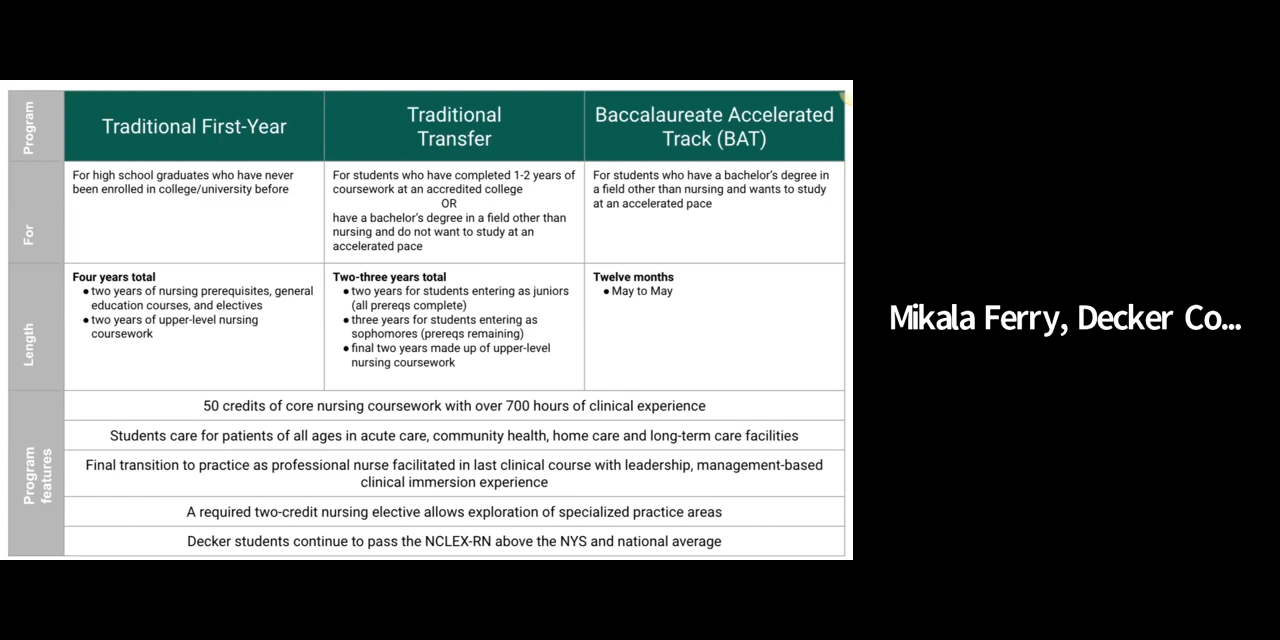 Program
Traditional First-Year
Traditional
Transfer
Baccalaureate Accelerated
Track (BAT)
For
For high school graduates who have never
been enrolled in college/university before
For students who have completed 1-2 years of
coursework at an accredited college
OR
have a bachelor's degree in a field other than
nursing and do not want to study at an
accelerated pace
For students who have a bachelor's degree in
a field other than nursing and wants to study
at an accelerated pace
Length
Four years total
● two years of nursing prerequisites, general
education courses, and electives
● two years of upper-level nursing
coursework
Two-three years total
● two years for students entering as juniors
(all prereqs complete)
● three years for students entering as
sophomores (prereqs remaining)
● final two years made up of upper-level
nursing coursework
Twelve months
● May to May
Program
features
50 credits of core nursing coursework with over 700 hours of clinical experience
Students care for patients of all ages in acute care, community health, home care and long-term care facilities
Final transition to practice as professional nurse facilitated in last clinical course with leadership, management-based
clinical immersion experience
A required two-credit nursing elective allows exploration of specialized practice areas
Decker students continue to pass the NCLEX-RN above the NYS and national average
Mikala Ferry, Decker Co...